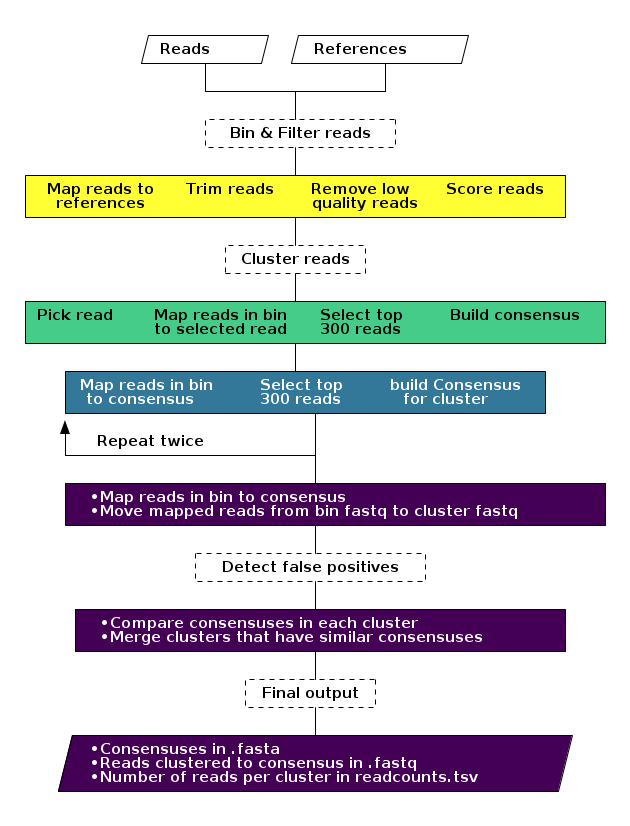 Reads References
Bin & Filter reads
Map reads to Trim reads Remove low Score reads
references quality reads
Cluster reads
Pick read Map reads in bin Select top Build consensus
to selected read 300 reads
Map reads in bin Select top build Consensus
to consensus 300 reads for cluster
Repeat twice
•Map reads in bin to consensus
•Move mapped reads from bin fastq to cluster fastq
Detect false positives
•Compare consensuses in each cluster
•Merge clusters that have similar consensuses
Final output
•Consensuses in .fasta
•Reads clustered to consensus in .fastq
•Number of reads per cluster in readcounts.tsv